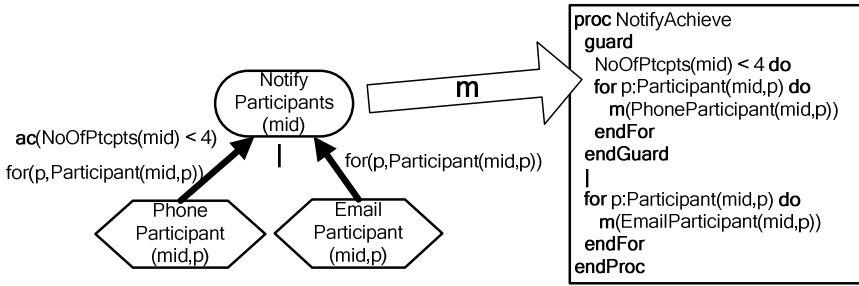 Notify
Participants
(mid)
ac(NoOfPtcpts(mid) < 4)
for(p,Participant(mid,p))
|
for(p,Participant(mid,p))
Phone
Participant
(mid,p)
Email
Participant
(mid,p)
m
proc NotifyAchieve
guard
NoOfPtcpts(mid) < 4 do
for p:Participant(mid,p) do
m(PhoneParticipant(mid,p))
endFor
endGuard
|
for p:Participant(mid,p) do
m(EmailParticipant(mid,p))
endFor
endProc